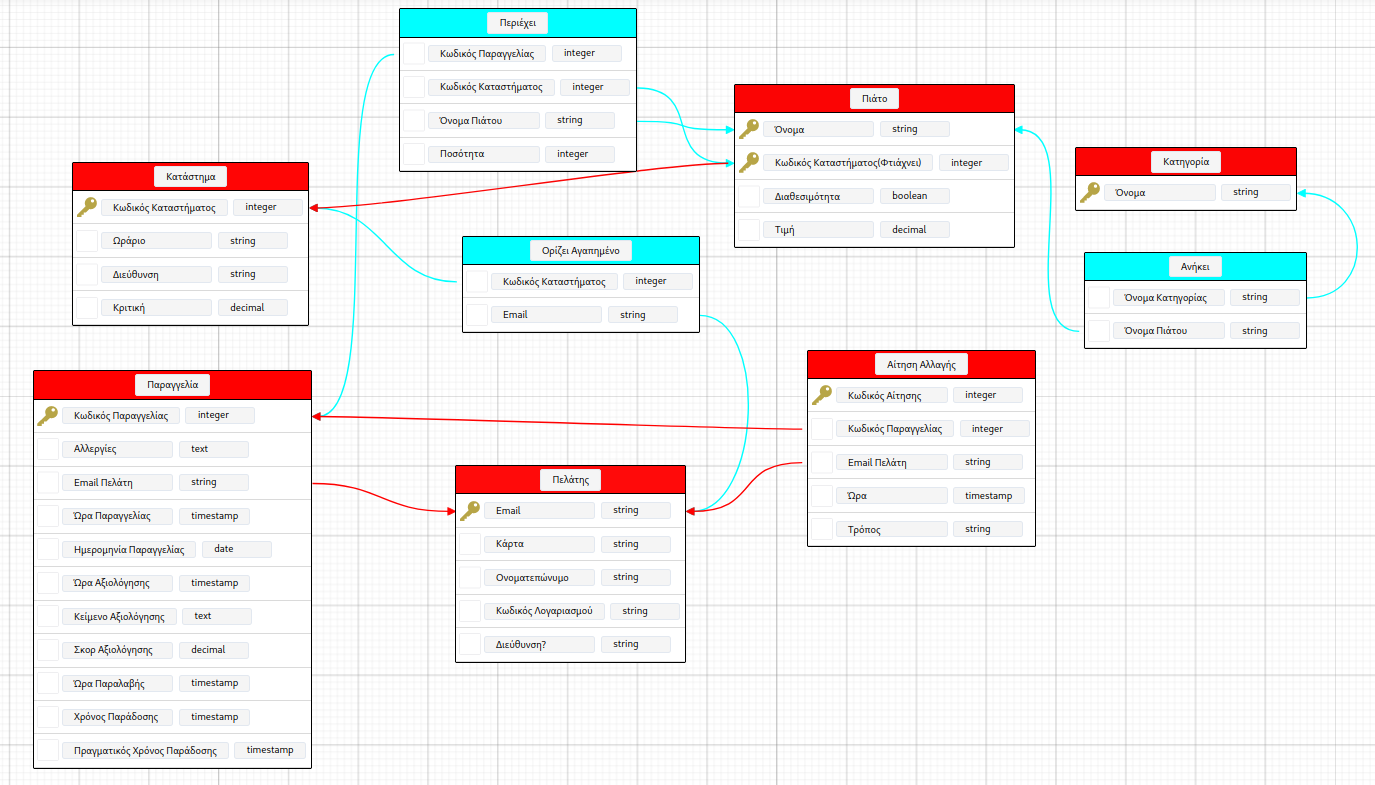 Περιέχει
Κωδικός Παραγγελίας integer
Κωδικός Καταστήματος integer
Όνομα Πιάτου string
Ποσότητα integer
Πιάτο
Όνομα string
Κωδικός Καταστήματος(Φτιάχνει) integer
Διαθεσιμότητα boolean
Τιμή decimal
Κατηγορία
Όνομα string
Κατάστημα
Κωδικός Καταστήματος integer
Ωράριο string
Διεύθυνση string
Κριτική decimal
Ορίζει Αγαπημένο
Κωδικός Καταστήματος integer
Email string
Ανήκει
Όνομα Κατηγορίας string
Όνομα Πιάτου string
Παραγγελία
Κωδικός Παραγγελίας integer
Αλλεργίες text
Email Πελάτη string
Ώρα Παραγγελίας timestamp
Ημερομηνία Παραγγελίας date
Ώρα Αξιολόγησης timestamp
Κείμενο Αξιολόγησης text
Σκορ Αξιολόγησης decimal
Ώρα Παραλαβής timestamp
Χρόνος Παράδοσης timestamp
Πραγματικός Χρόνος Παράδοσης timestamp
Πελάτης
Email string
Κάρτα string
Ονοματεπώνυμο string
Κωδικός Λογαριασμού string
Διεύθυνση? string
Αίτηση Αλλαγής
Κωδικός Αίτησης integer
Κωδικός Παραγγελίας integer
Email Πελάτη string
Ώρα timestamp
Τρόπος string